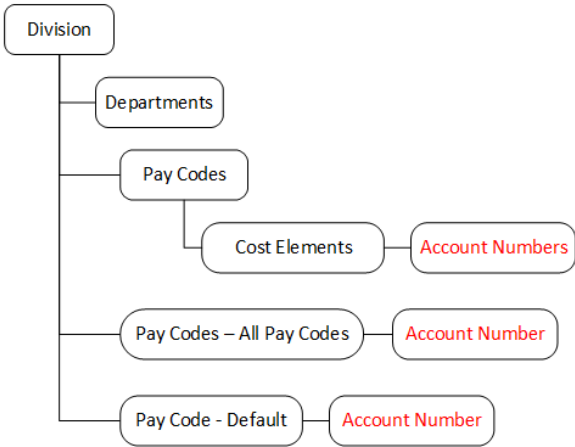 Division
Departments
Pay Codes
Cost Elements
Account Numbers
Pay Codes – All Pay Codes
Account Number
Pay Code - Default
Account Number